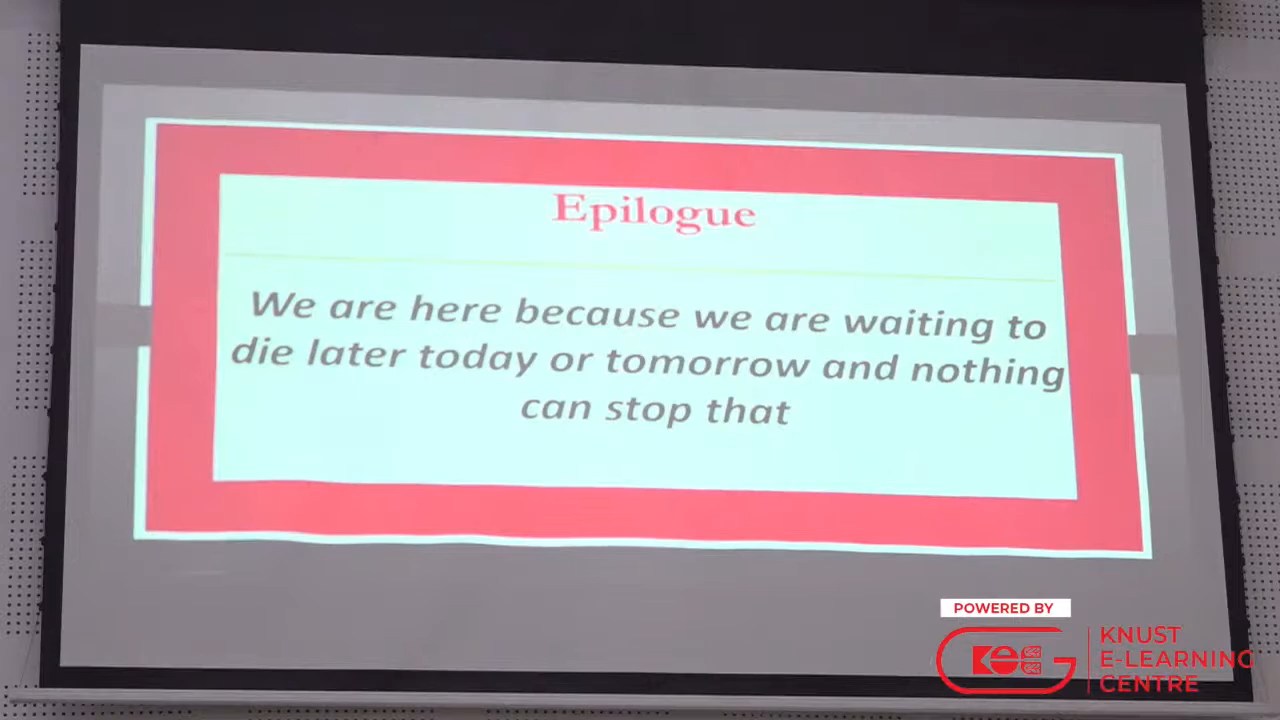 Epilogue
We are here because we are waiting to
die later today or tomorrow and nothing
can stop that
POWERED BY
KNUST
E-LEARNING
CENTRE